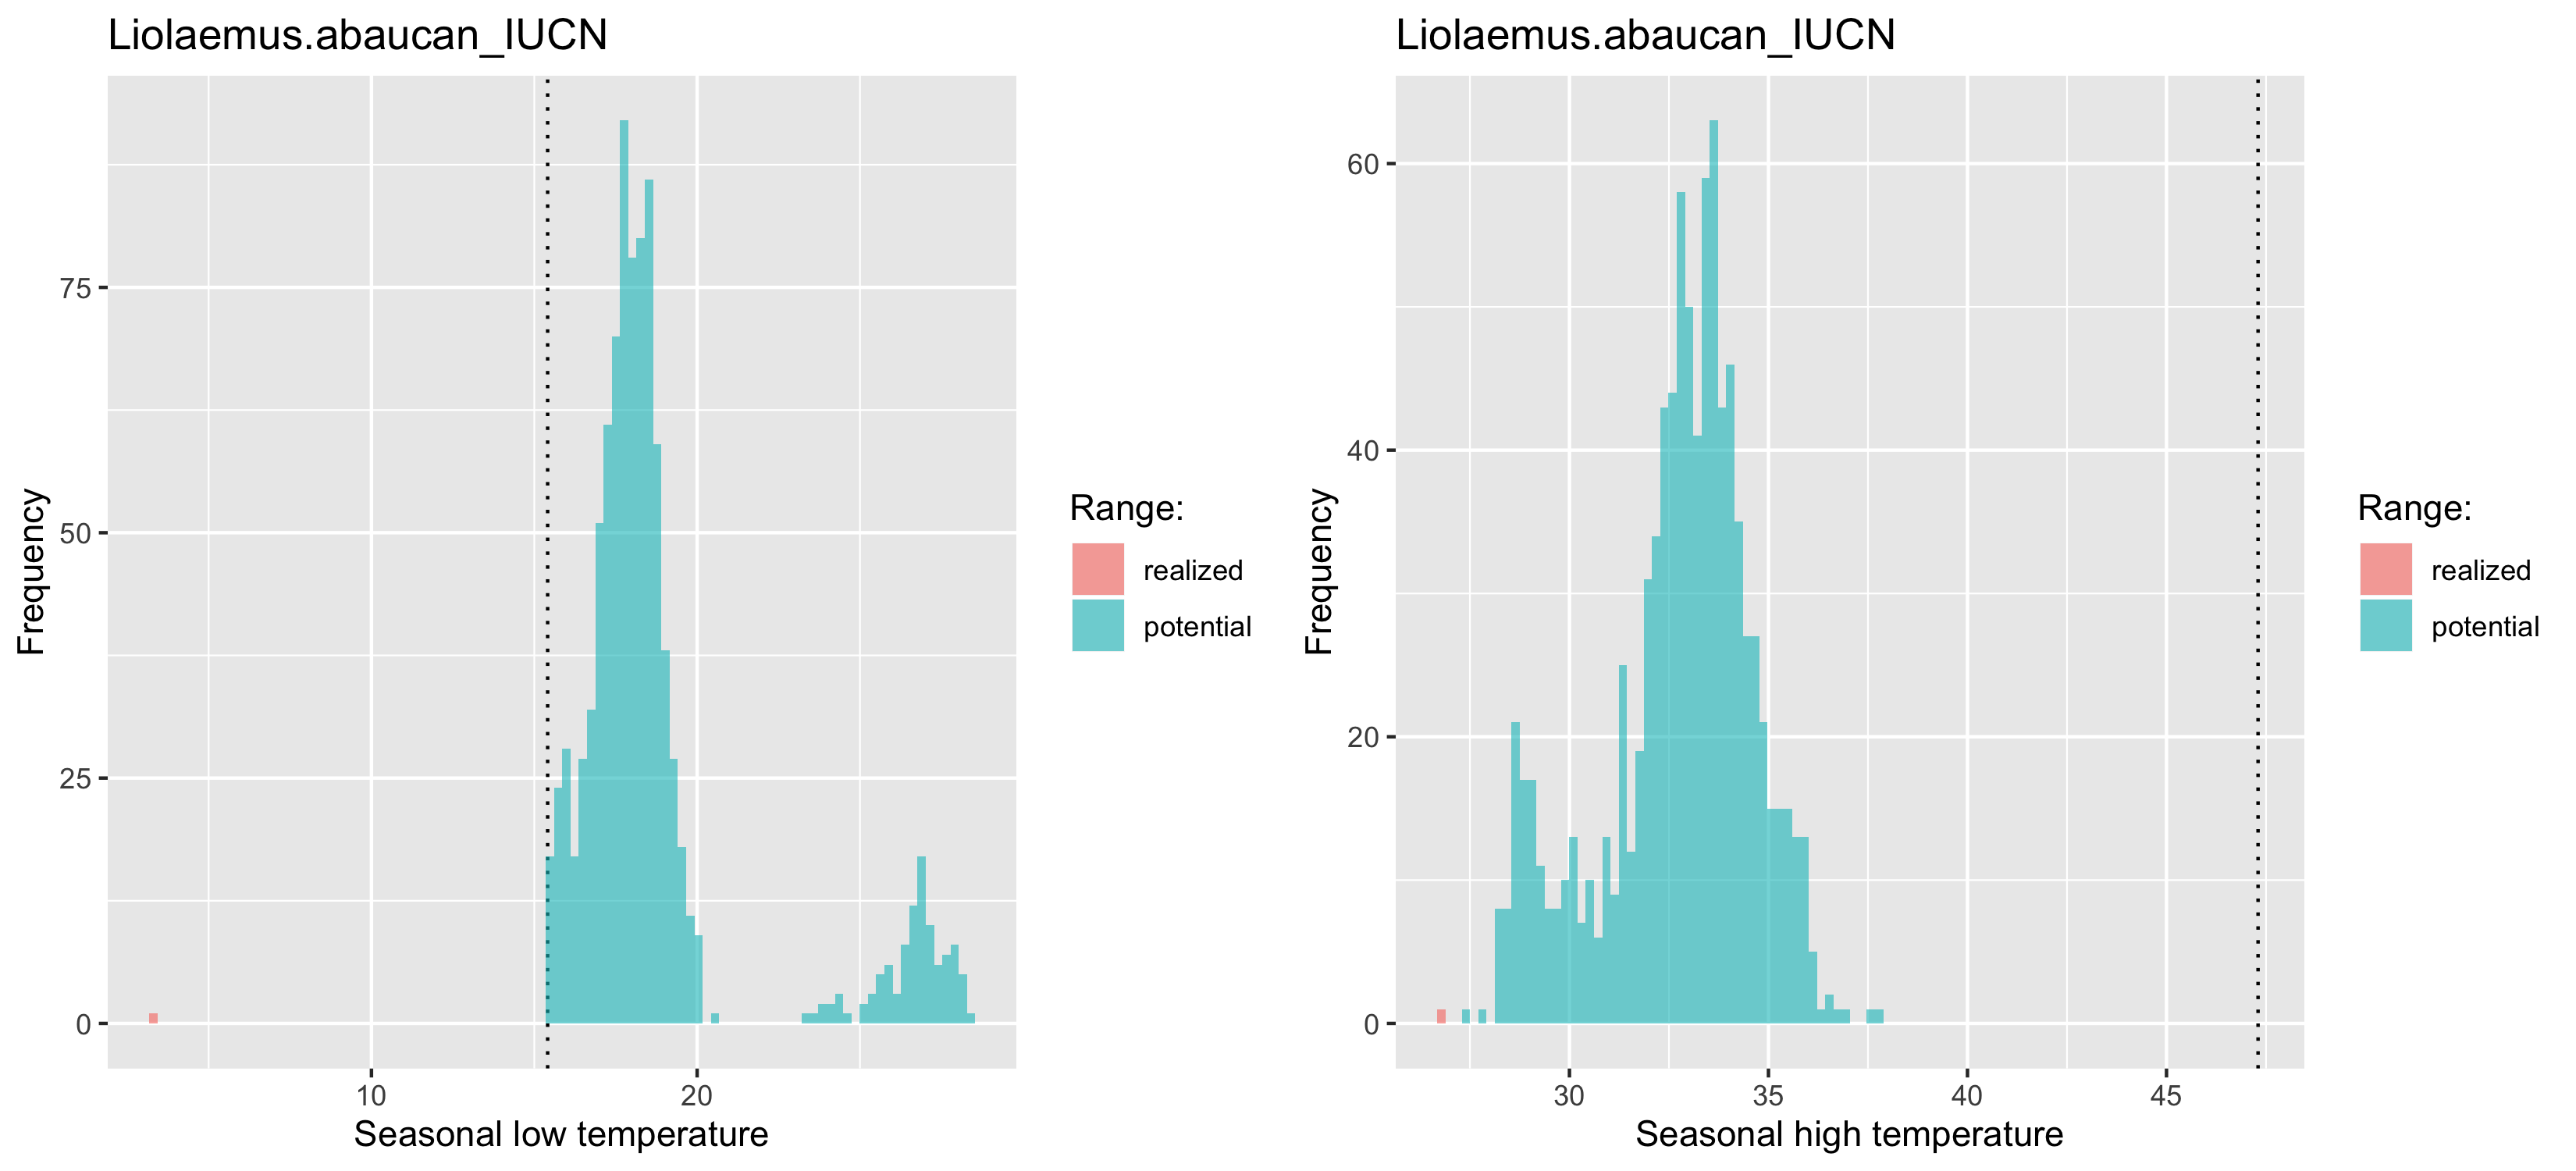 Liolaemus.abaucan_IUCN
Frequency
75
50
25
0
10 20
Seasonal low temperature
Range:
realized
potential
Liolaemus.abaucan_IUCN
Frequency
60
40
20
0
30 35 40 45
Seasonal high temperature
Range:
realized
potential